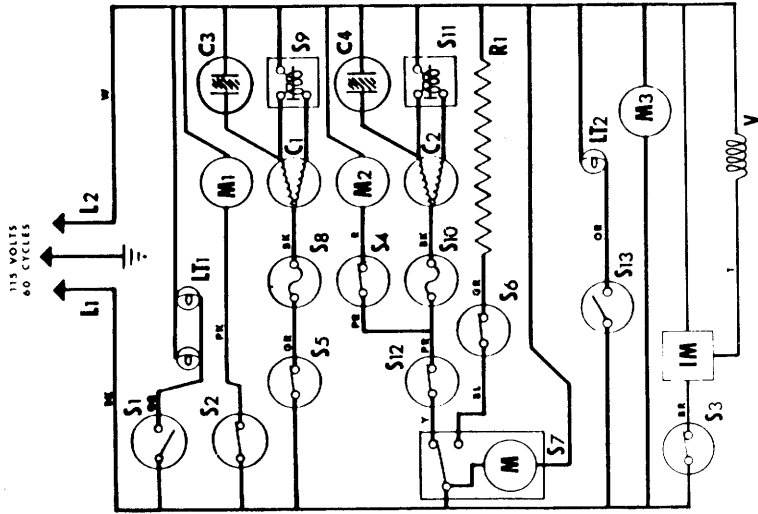 115 VOLTS
60 CYCLES
L1 L2
BK W
S1 OR LT1
S2 PK M1 C3
S5 OR S8 BK C1 S9
PR S4 R M2 C4
Y S12 PR S10 BK C2 S11
BL S6 OR R1
M S7
S13 OR LT2
M3
S3 BR IM
Y V